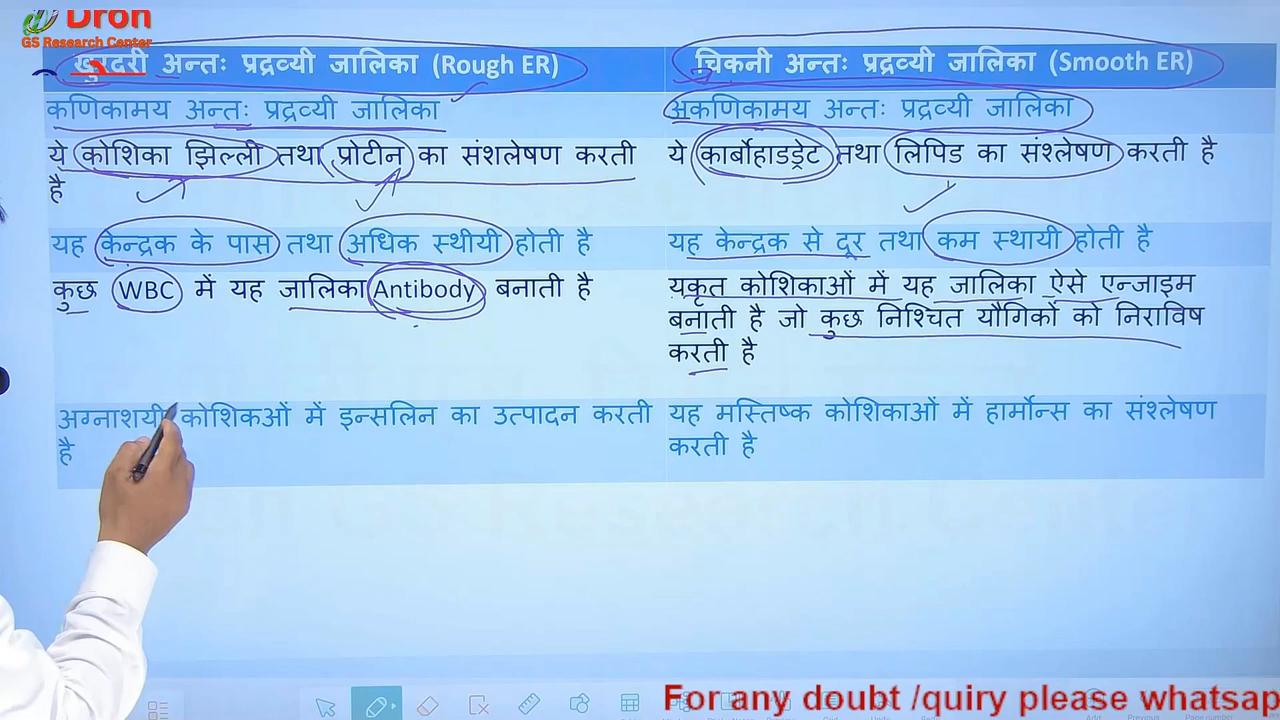 Dron
GS Research Center
खुरदरी अन्तः प्रद्रव्यी जालिका (Rough ER)
चिकनी अन्तः प्रद्रव्यी जालिका (Smooth ER)
कणिकामय अन्तः प्रद्रव्यी जालिका
अकणिकामय अन्तः प्रद्रव्यी जालिका
ये कोशिका झिल्ली तथा प्रोटीन का संशलेषण करती
है
ये कार्बोहाडड्रेट तथा लिपिड का संश्लेषण करती है
यह केन्द्रक के पास तथा अधिक स्थीयी होती है
यह केन्द्रक से दूर तथा कम स्थायी होती है
कुछ WBC में यह जालिका Antibody बनाती है
यकृत कोशिकाओं में यह जालिका ऐसे एन्जाइम
बनाती है जो कुछ निश्चित यौगिकों को निराविष
करती है
अग्नाशयी कोशिकओं में इन्सलिन का उत्पादन करती
है
यह मस्तिष्क कोशिकाओं में हार्मोन्स का संश्लेषण
करती है
For any doubt /quiry please whatsap